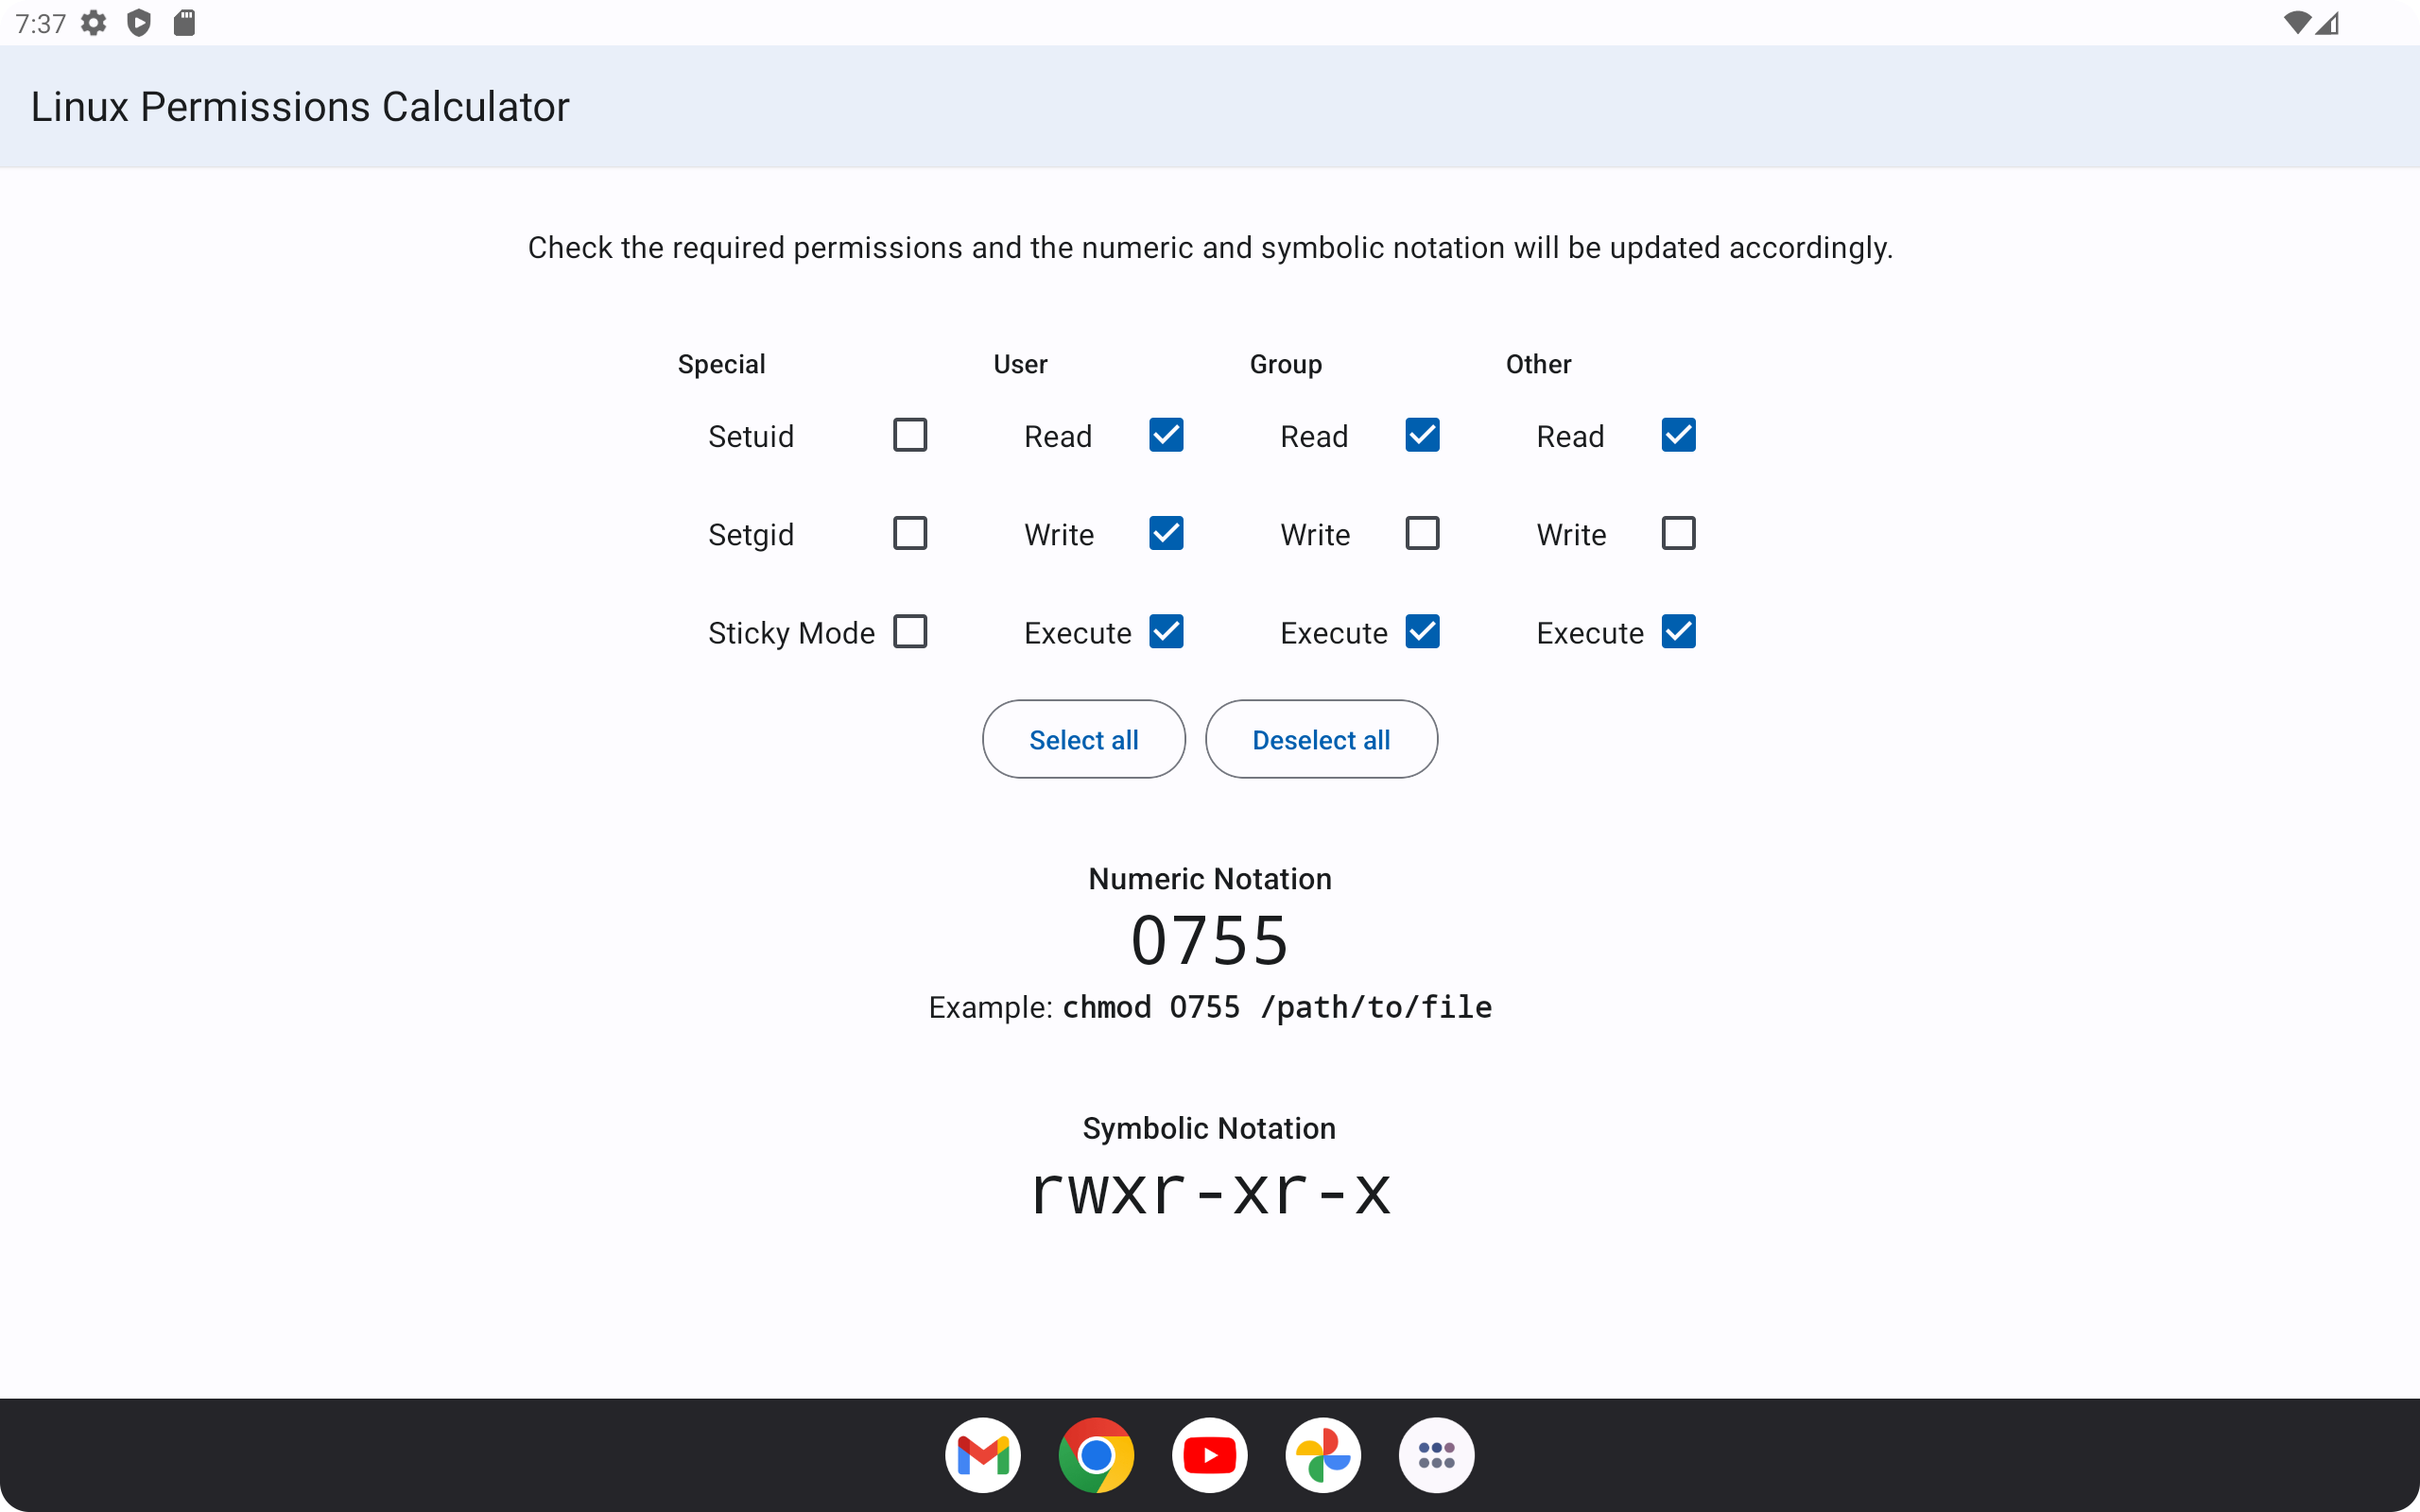 7:37
Linux Permissions Calculator
Check the required permissions and the numeric and symbolic notation will be updated accordingly.
Special User Group Other
Setuid Read Read Read
Setgid Write Write Write
Sticky Mode Execute Execute Execute
Select all Deselect all
Numeric Notation
0755
Example: chmod 0755 /path/to/file
Symbolic Notation
rwxr-xr-x